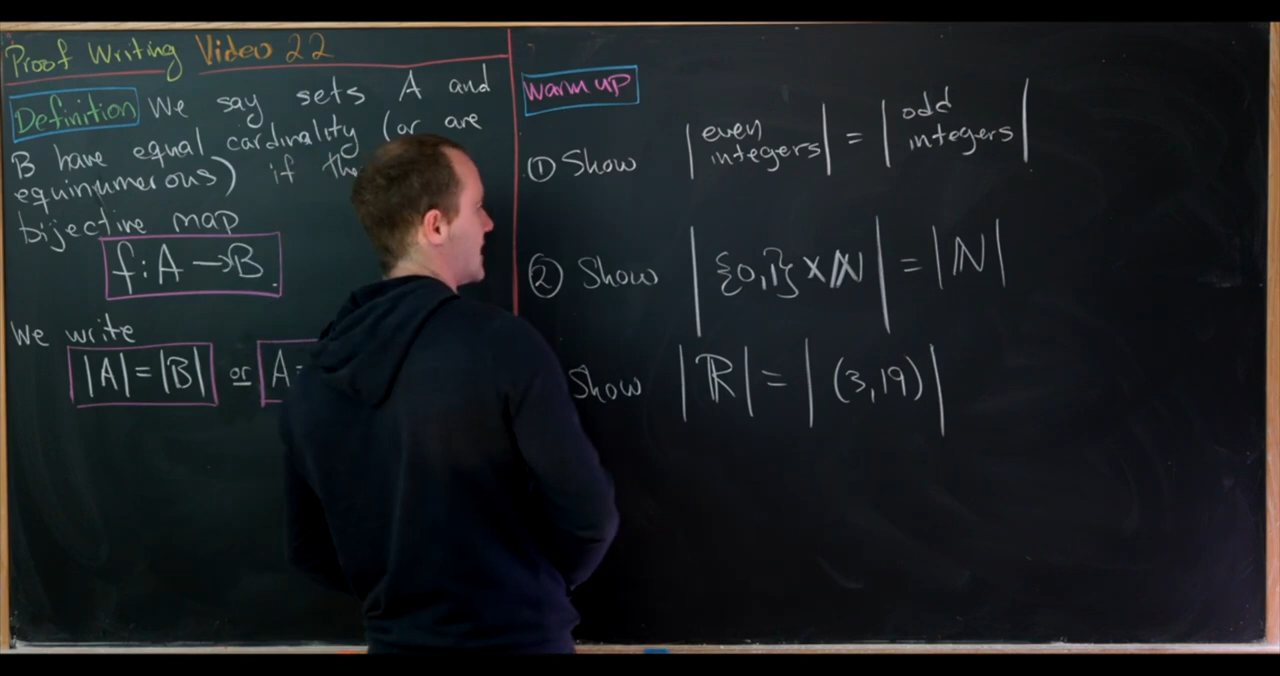 Proof Writing Video 22
Definition We say sets A and
B have equal cardinality (or are
equinumerous) if
bijective map
f: A → B.
We write
|A| = |B| or A
Warm up
① Show | even integers | = | odd integers |
② Show | {0,1} × ℕ | = |ℕ|
Show |ℝ| = | (3,19) |